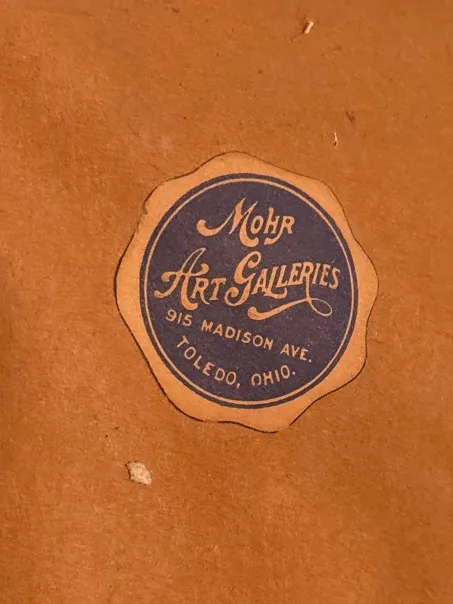 Mohr
Art Galleries
915 MADISON AVE.
TOLEDO, OHIO.